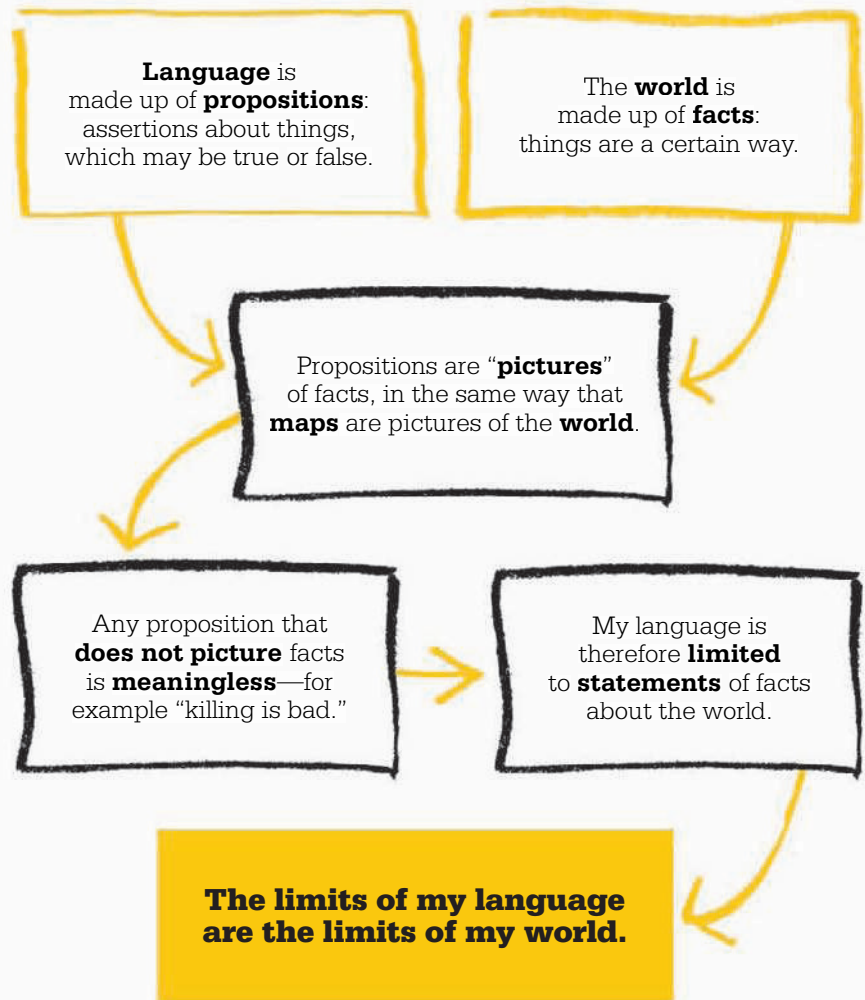 Language is
made up of propositions:
assertions about things,
which may be true or false.
The world is
made up of facts:
things are a certain way.
Propositions are “pictures”
of facts, in the same way that
maps are pictures of the world.
Any proposition that
does not picture facts
is meaningless—for
example “killing is bad.”
My language is
therefore limited
to statements of facts
about the world.
The limits of my language
are the limits of my world.